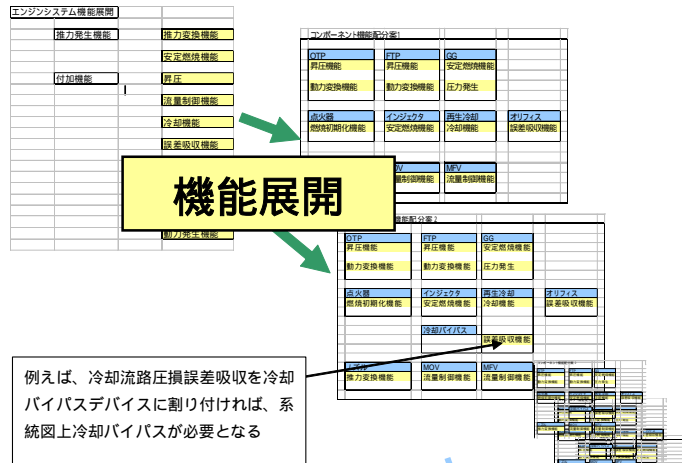 エンジンシステム機能展開
推力発生機能
推力変換機能
安定燃焼機能
付加機能
昇圧
流量制御機能
冷却機能
誤差吸収機能
動力発生機能
機能展開
コンポーネント機能配分案1
OTP
FTP
GG
昇圧機能
昇圧機能
安定燃焼機能
動力変換機能
動力変換機能
圧力発生
点火器
インジェクタ
再生冷却
オリフィス
燃焼初期化機能
安定燃焼機能
冷却機能
誤差吸収機能
MFV
量制御機能
流量制御機能
機能配分案2
OTP
FTP
GG
昇圧機能
昇圧機能
安定燃焼機能
動力変換機能
動力変換機能
圧力発生
点火器
インジェクタ
再生冷却
オリフィス
燃焼初期化機能
安定燃焼機能
冷却機能
誤差吸収機能
冷却バイパス
誤差吸収機能
MOV
MFV
推力変換機能
流量制御機能
流量制御機能
例えば、冷却流路圧損誤差吸収を冷却
バイパスデバイスに割り付ければ、系
統図上冷却バイパスが必要となる